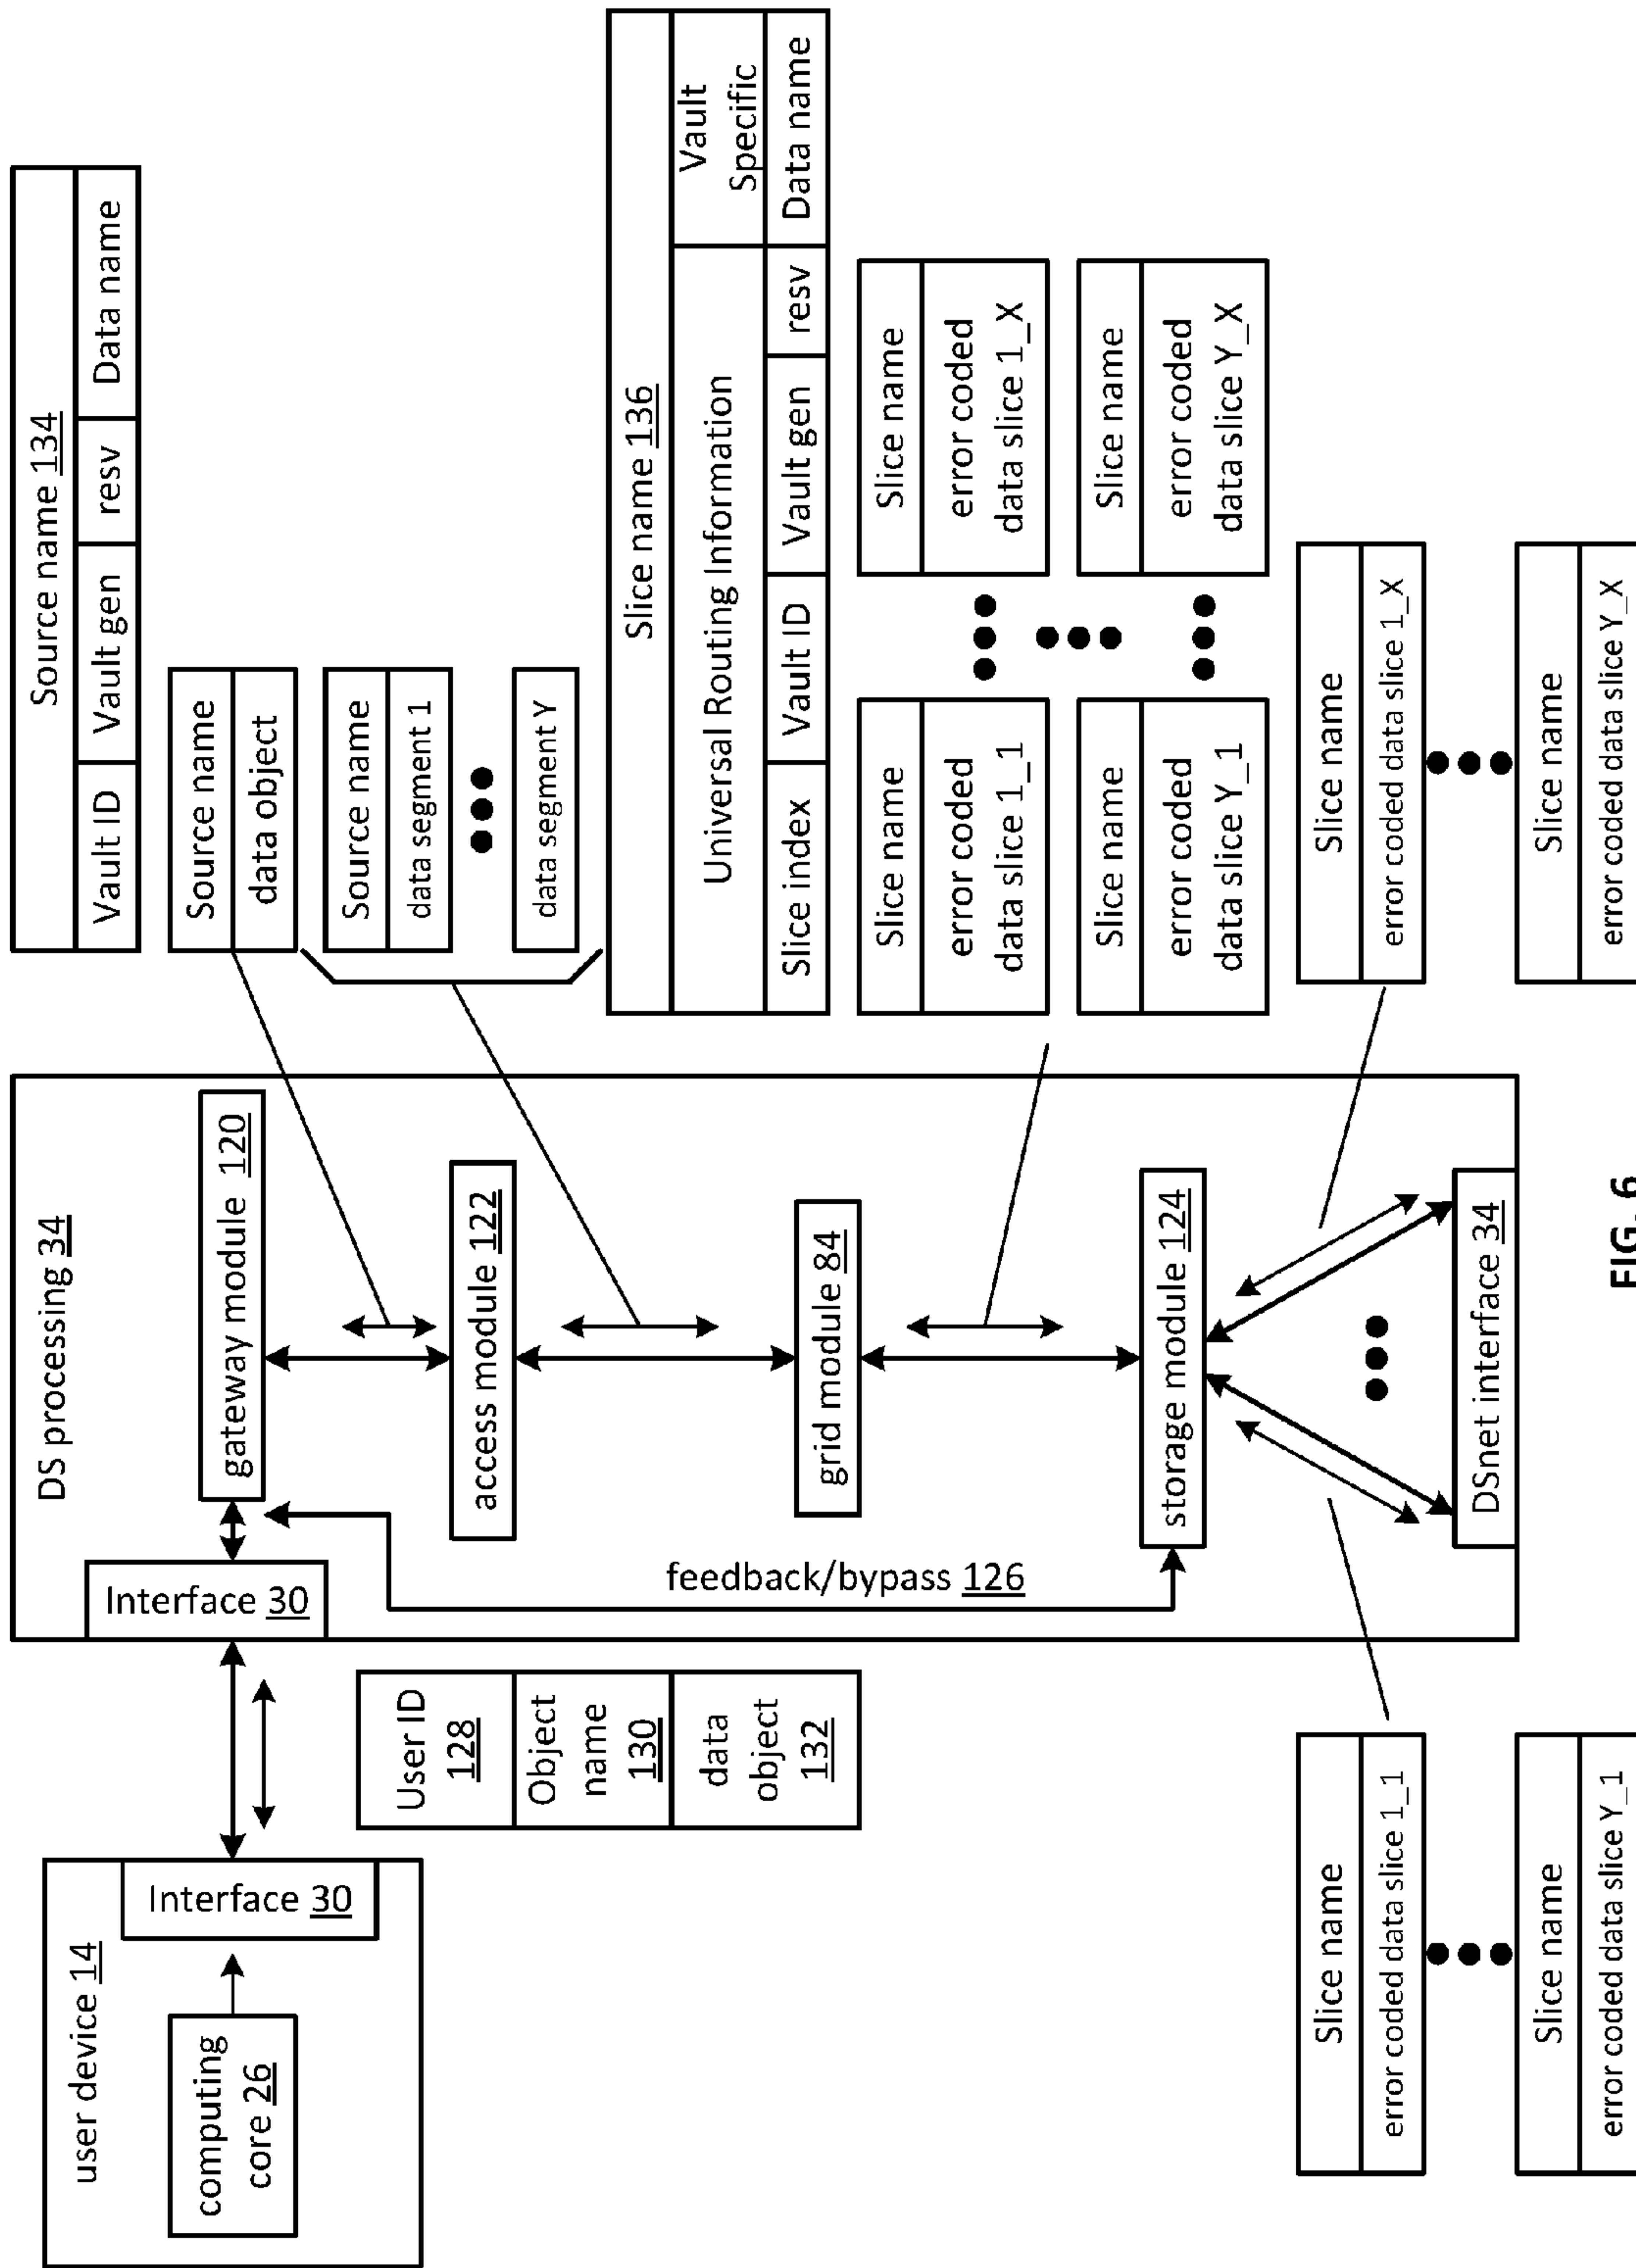 user device 14
computing
core 26
Interface 30
User ID
128
Object
name
130
data
object
132
DS processing 34
Interface 30
gateway module 120
access module 122
grid module 84
storage module 124
DSnet interface 34
feedback/bypass 126
Source name 134
Vault ID Vault gen resv Data name
Source name
data object
Source name
data segment 1
data segment Y
Slice name 136
Universal Routing Information
Vault
Specific
Slice index Vault ID Vault gen resv Data name
Slice name
error coded
data slice 1_1
Slice name
error coded
data slice 1_X
Slice name
error coded
data slice Y_1
Slice name
error coded
data slice Y_X
Slice name
error coded data slice 1_1
Slice name
error coded data slice Y_1
Slice name
error coded data slice 1_X
Slice name
error coded data slice Y_X
FIG. 6